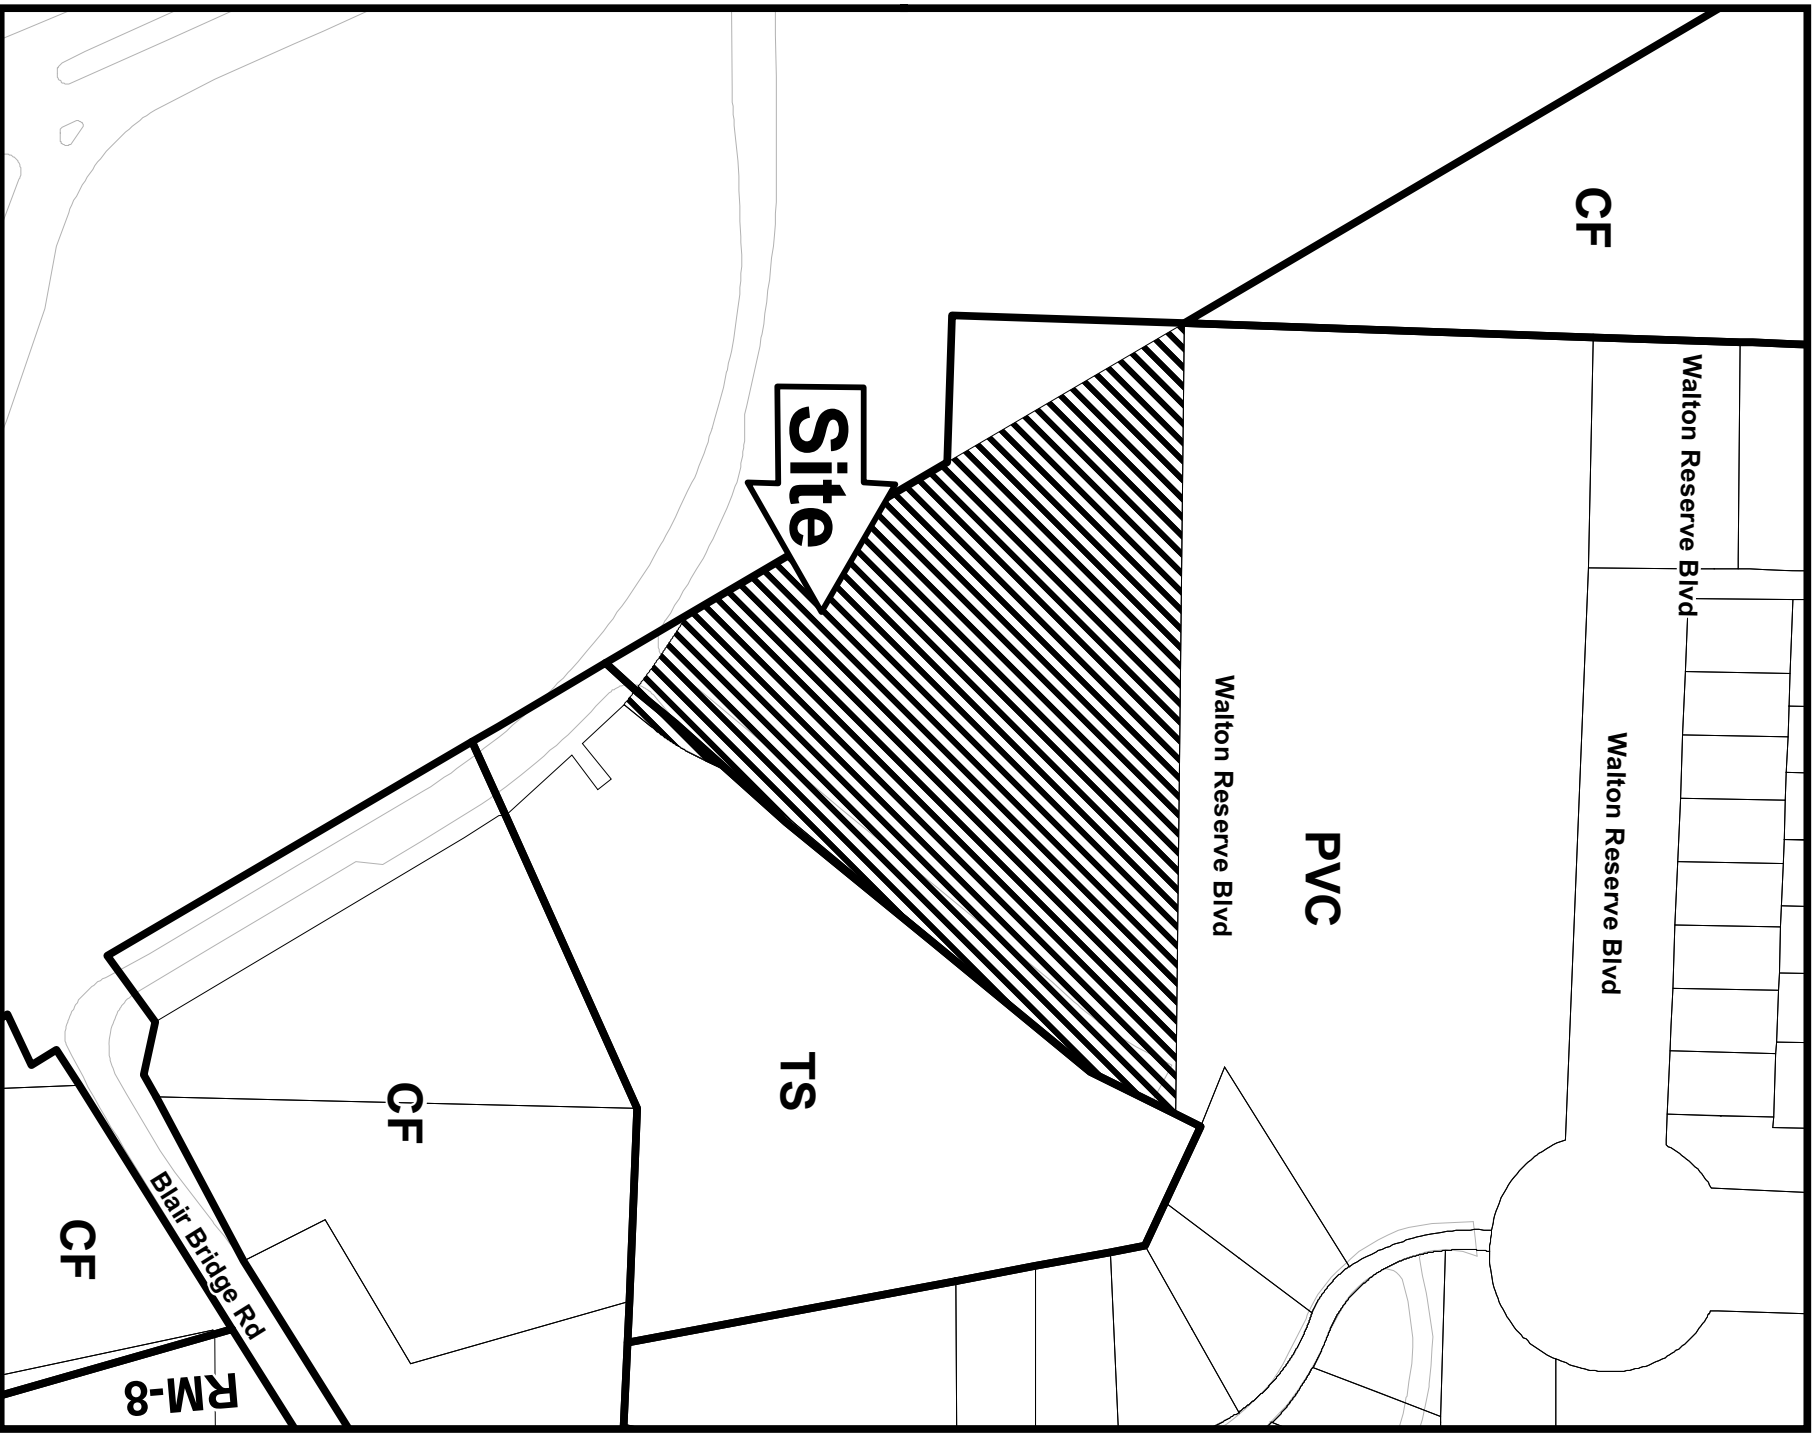 CF
Walton Reserve Blvd
Walton Reserve Blvd
PVC
Walton Reserve Blvd
Site
TS
CF
Blair Bridge Rd
CF
RM-8